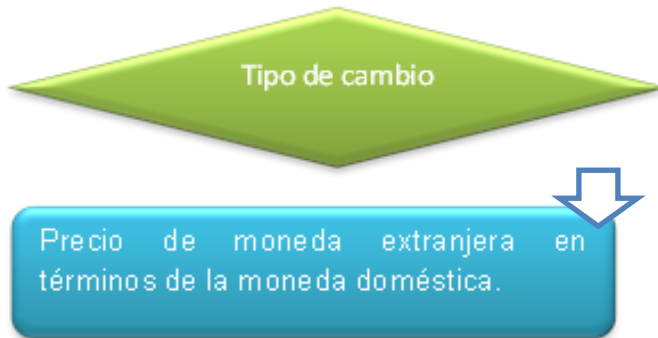 Tipo de cambio
Precio de moneda extranjera en
términos de la moneda doméstica.